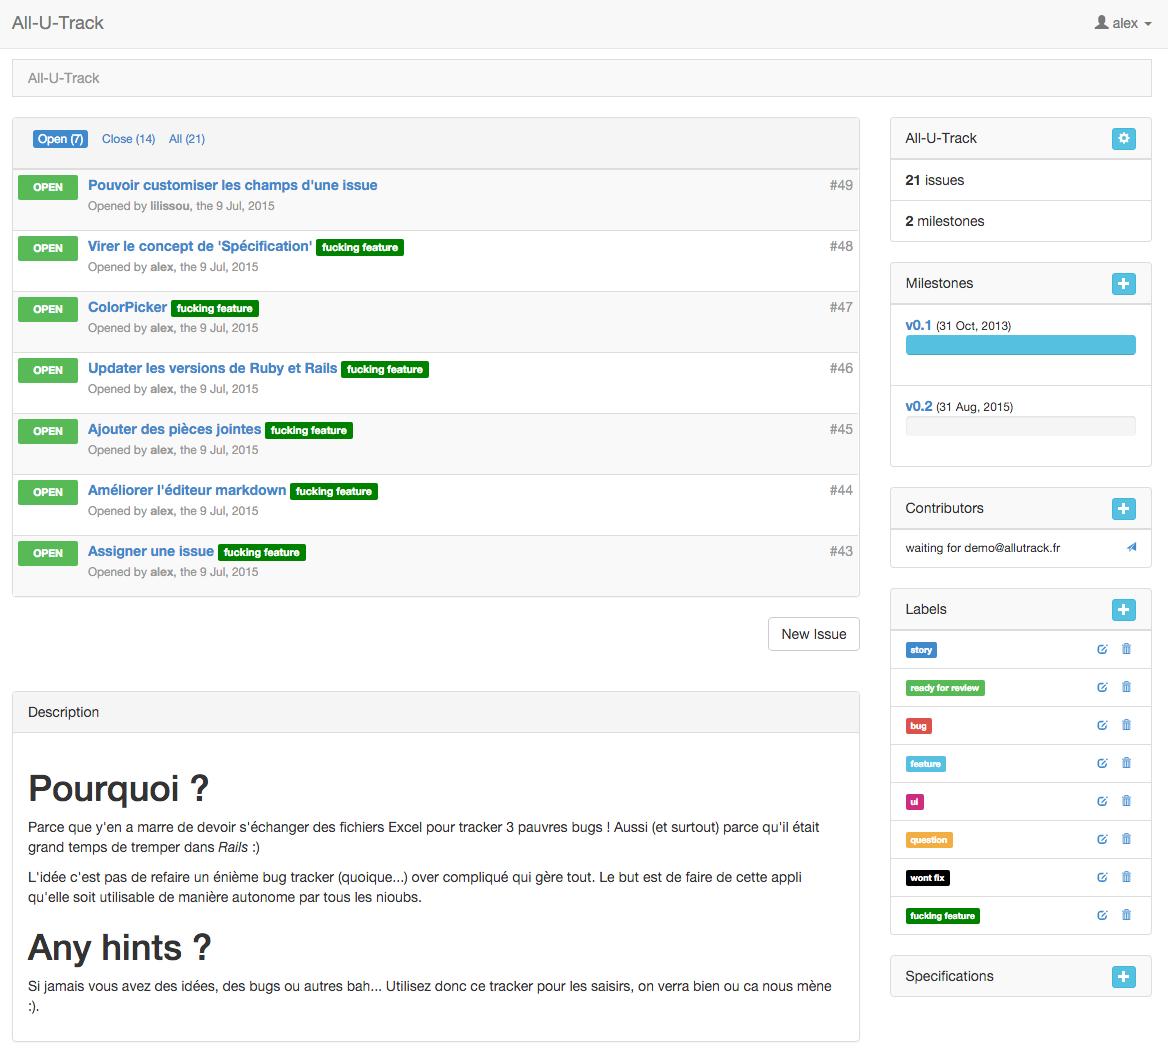 All-U-Track
alex
All-U-Track
Open (7) Close (14) All (21)
OPEN Pouvoir customiser les champs d'une issue #49
Opened by lilissou, the 9 Jul, 2015
OPEN Virer le concept de 'Spécification' fucking feature #48
Opened by alex, the 9 Jul, 2015
OPEN ColorPicker fucking feature #47
Opened by alex, the 9 Jul, 2015
OPEN Updater les versions de Ruby et Rails fucking feature #46
Opened by alex, the 9 Jul, 2015
OPEN Ajouter des pièces jointes fucking feature #45
Opened by alex, the 9 Jul, 2015
OPEN Améliorer l'éditeur markdown fucking feature #44
Opened by alex, the 9 Jul, 2015
OPEN Assigner une issue fucking feature #43
Opened by alex, the 9 Jul, 2015
New Issue
Description
Pourquoi ?
Parce que y'en a marre de devoir s'échanger des fichiers Excel pour tracker 3 pauvres bugs ! Aussi (et surtout) parce qu'il était
grand temps de tremper dans Rails :)
L'idée c'est pas de refaire un énième bug tracker (quoique...) over compliqué qui gère tout. Le but est de faire de cette appli
qu'elle soit utilisable de manière autonome par tous les nioubs.
Any hints ?
Si jamais vous avez des idées, des bugs ou autres bah... Utilisez donc ce tracker pour les saisirs, on verra bien ou ca nous mène
:).
All-U-Track
21 issues
2 milestones
Milestones
v0.1 (31 Oct, 2013)
v0.2 (31 Aug, 2015)
Contributors
waiting for demo@allutrack.fr
Labels
story
ready for review
bug
feature
ui
question
wont fix
fucking feature
Specifications